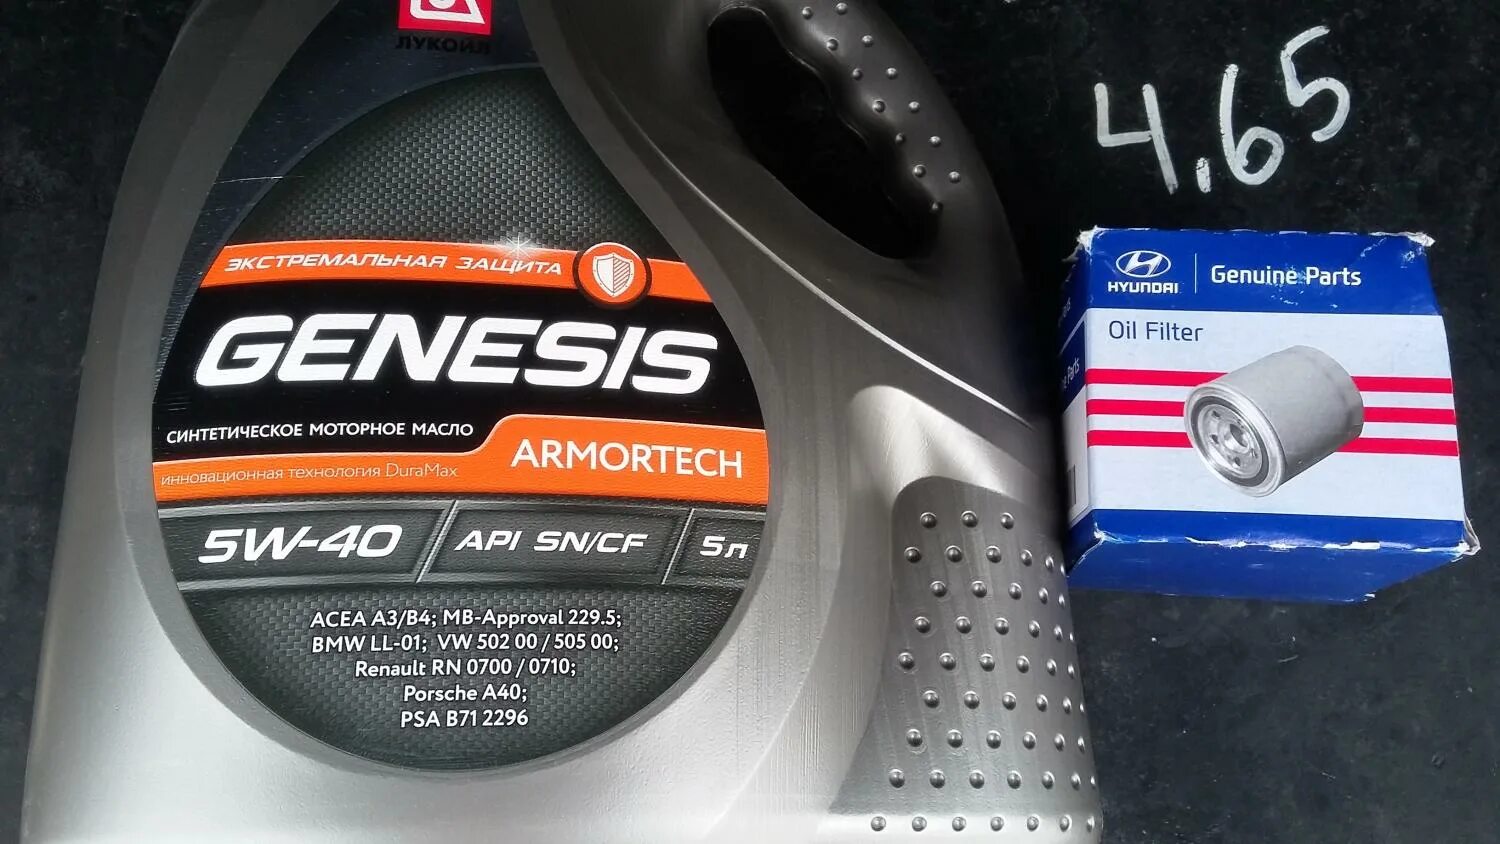 ЛУКОЙЛ
ЭКСТРЕМАЛЬНАЯ ЗАЩИТА
GENESIS
СИНТЕТИЧЕСКОЕ МОТОРНОЕ МАСЛО
ARMORTECH
инновационная технология DuraMax
5W-40
API SN/CF
5л
ACEA A3/B4; MB-Approval 229.5;
BMW LL-01; VW 502 00 / 505 00;
Renault RN 0700 / 0710;
Porsche A40;
PSA B71 2296
4,65
HYUNDAI
Genuine Parts
Oil Filter
Parts